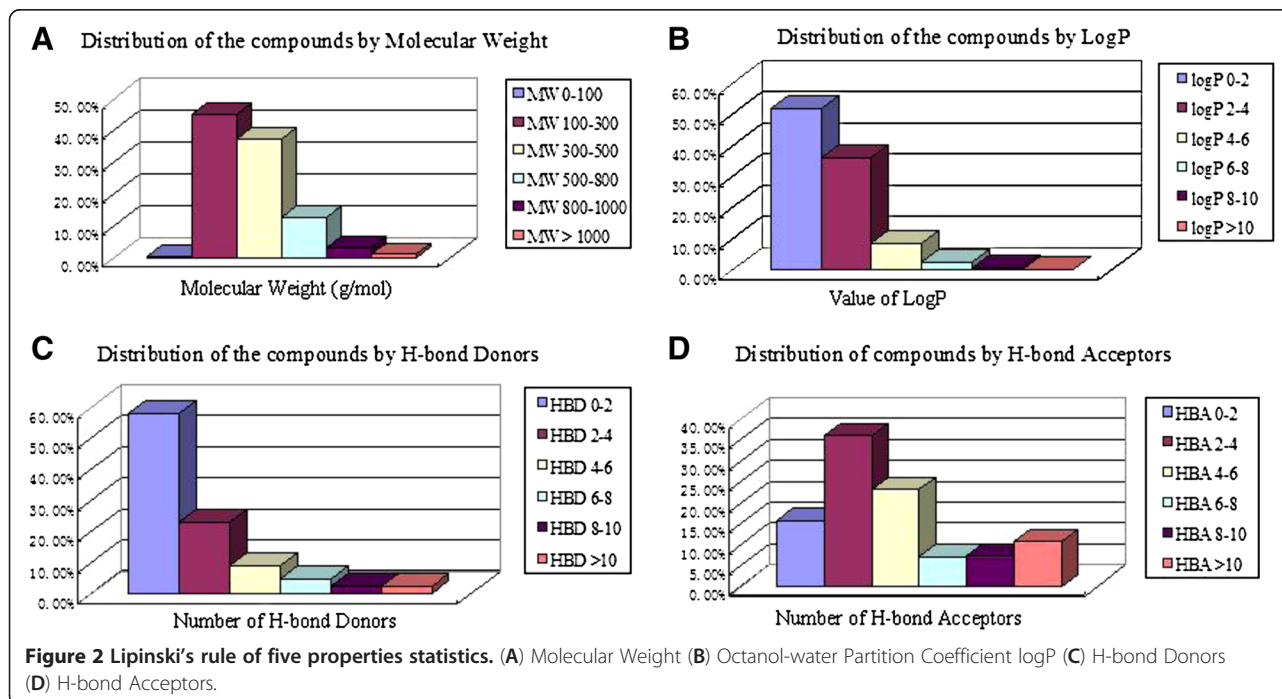 A
Distribution of the compounds by Molecular Weight
50. 00%
40. 00%
30. 00%
20. 00%
10. 00%
0. 00%
Molecular Weight (g/mol)
MW 0-100
MW 100-300
MW 300-500
MW 500-800
MW 800-1000
MW > 1000
B
Distribution of the compounds by LogP
60. 00%
50. 00%
40. 00%
30. 00%
20. 00%
10. 00%
0. 00%
Value of LogP
logP 0-2
logP 2-4
logP 4-6
logP 6-8
logP 8-10
logP >10
C
Distribution of the compounds by H-bond Donors
60. 00%
50. 00%
40. 00%
30. 00%
20. 00%
10. 00%
0. 00%
Number of H-bond Donors
HBD 0-2
HBD 2-4
HBD 4-6
HBD 6-8
HBD 8-10
HBD >10
D
Distribution of compounds by H-bond Acceptors
40. 00%
35. 00%
30. 00%
25. 00%
20. 00%
15. 00%
10. 00%
5. 00%
0. 00%
Number of H-bond Acceptors
HBA 0-2
HBA 2-4
HBA 4-6
HBA 6-8
HBA 8-10
HBA >10
Figure 2 Lipinski's rule of five properties statistics. (A) Molecular Weight (B) Octanol-water Partition Coefficient logP (C) H-bond Donors
(D) H-bond Acceptors.